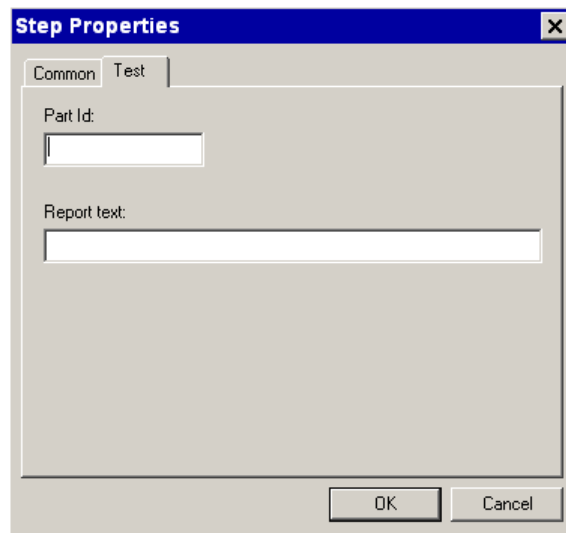 Step Properties
Common Test
Part Id:
Report text:
OK Cancel